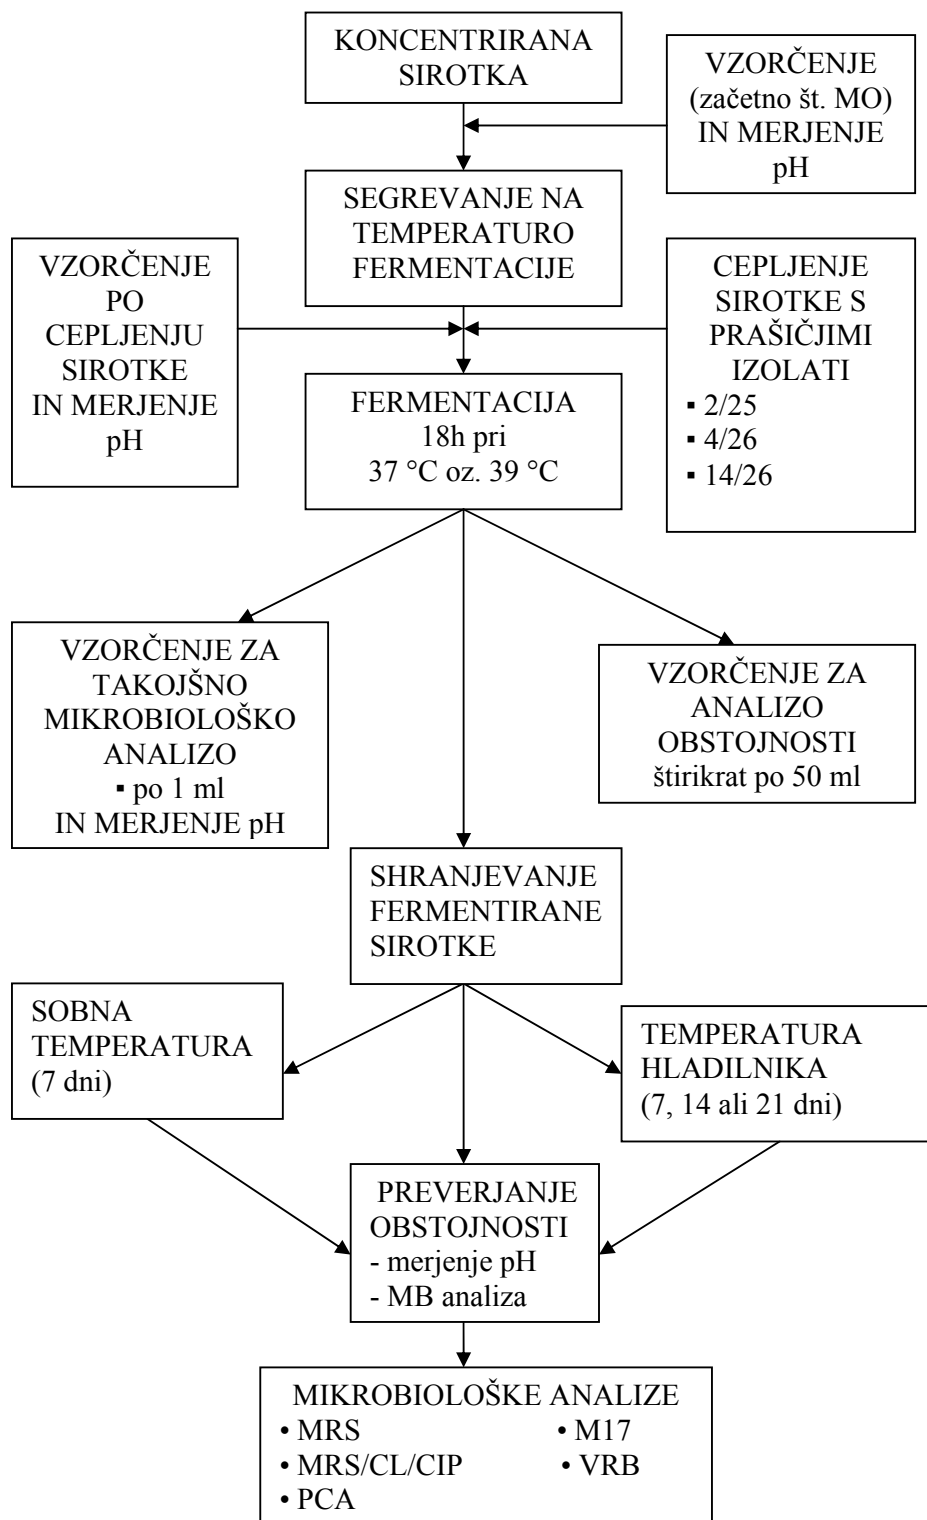 KONCENTRIRANA
SIROTKA
VZORČENJE
(začetno št. MO)
IN MERJENJE
pH
SEGREVANJE NA
TEMPERATURO
FERMENTACIJE
VZORČENJE
PO
CEPLJENJU
SIROTKE
IN MERJENJE
pH
CEPLJENJE
SIROTKE S
PRAŠIČJIMI
IZOLATI
▪ 2/25
▪ 4/26
▪ 14/26
FERMENTACIJA
18h pri
37 °C oz. 39 °C
VZORČENJE ZA
TAKOJŠNO
MIKROBIOLOŠKO
ANALIZO
▪ po 1 ml
IN MERJENJE pH
VZORČENJE ZA
ANALIZO
OBSTOJNOSTI
štirikrat po 50 ml
SHRANJEVANJE
FERMENTIRANE
SIROTKE
SOBNA
TEMPERATURA
(7 dni)
TEMPERATURA
HLADILNIKA
(7, 14 ali 21 dni)
PREVERJANJE
OBSTOJNOSTI
- merjenje pH
- MB analiza
MIKROBIOLOŠKE ANALIZE
• MRS • M17
• MRS/CL/CIP • VRB
• PCA